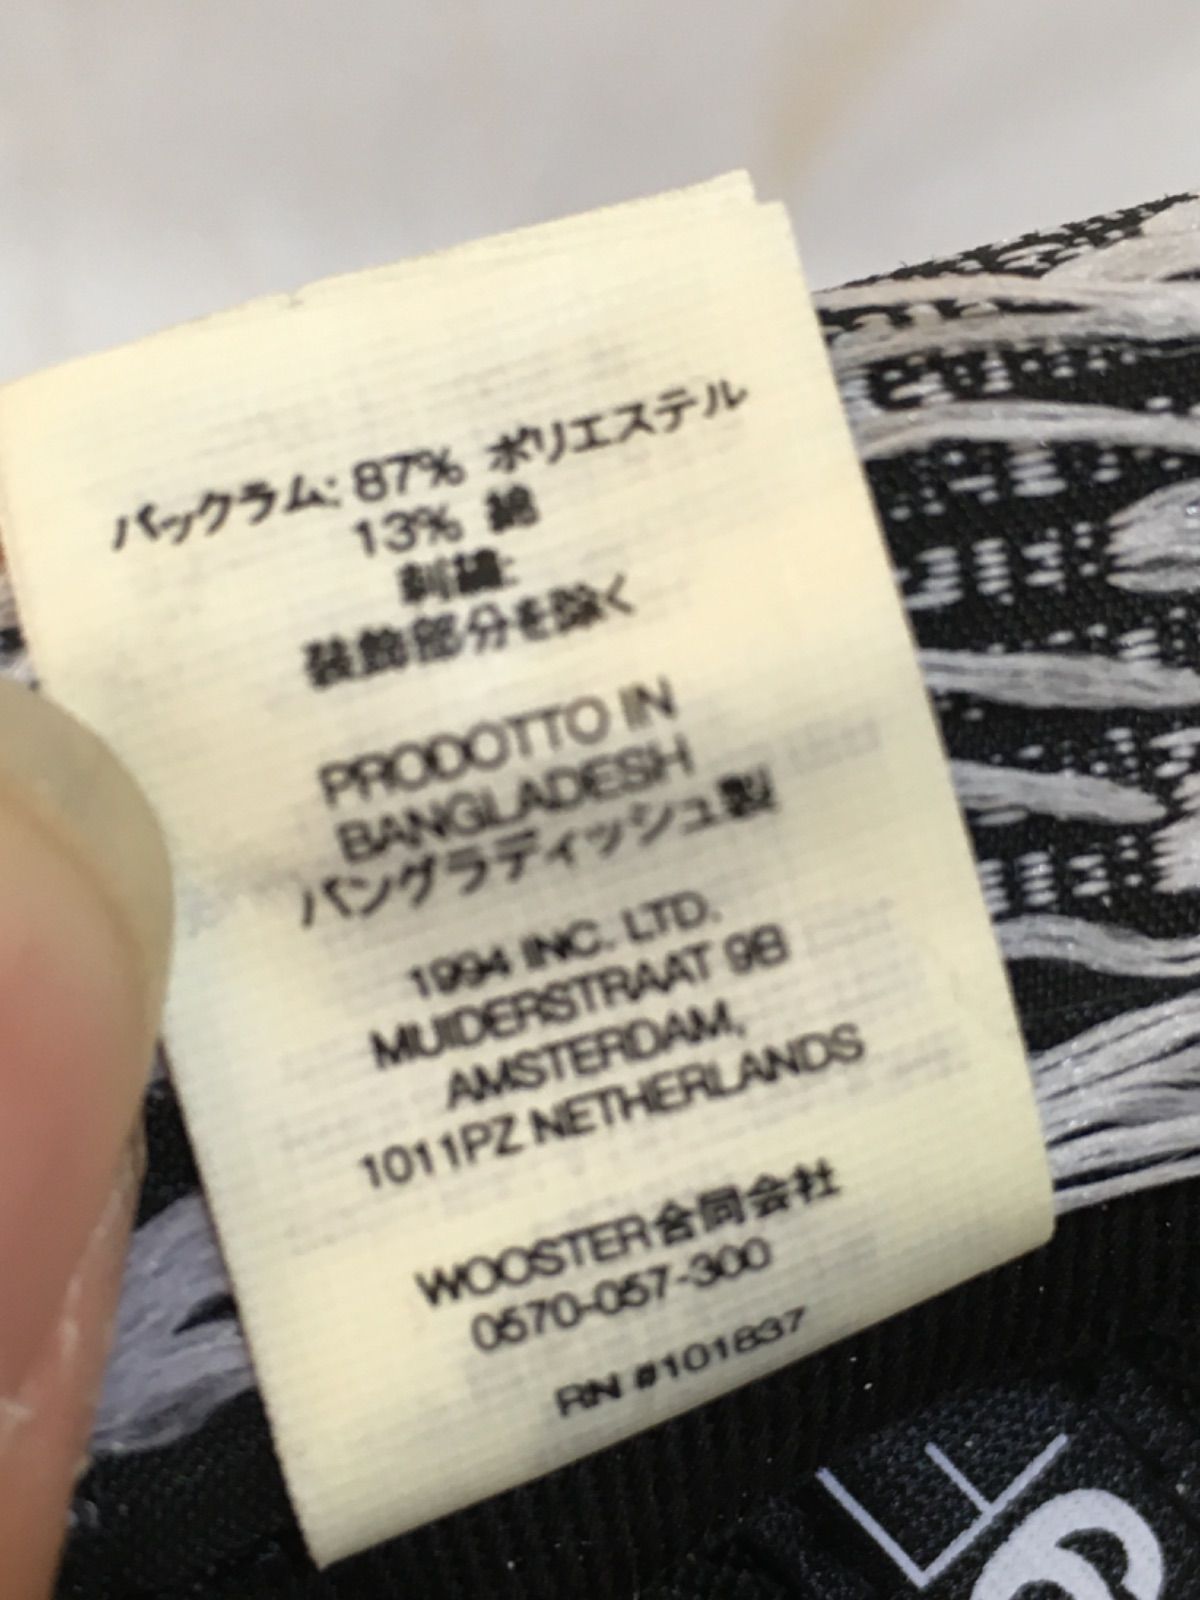 バックラム: 87% ポリエステル
13% 綿
刺繍:
装飾部分を除く
PRODOTTO IN
BANGLADESH
バングラディッシュ製
1994 INC. LTD.
MUIDERSTRAAT 9B
AMSTERDAM,
1011PZ NETHERLANDS
WOOSTER合同会社
0570-057-300
RN #101837